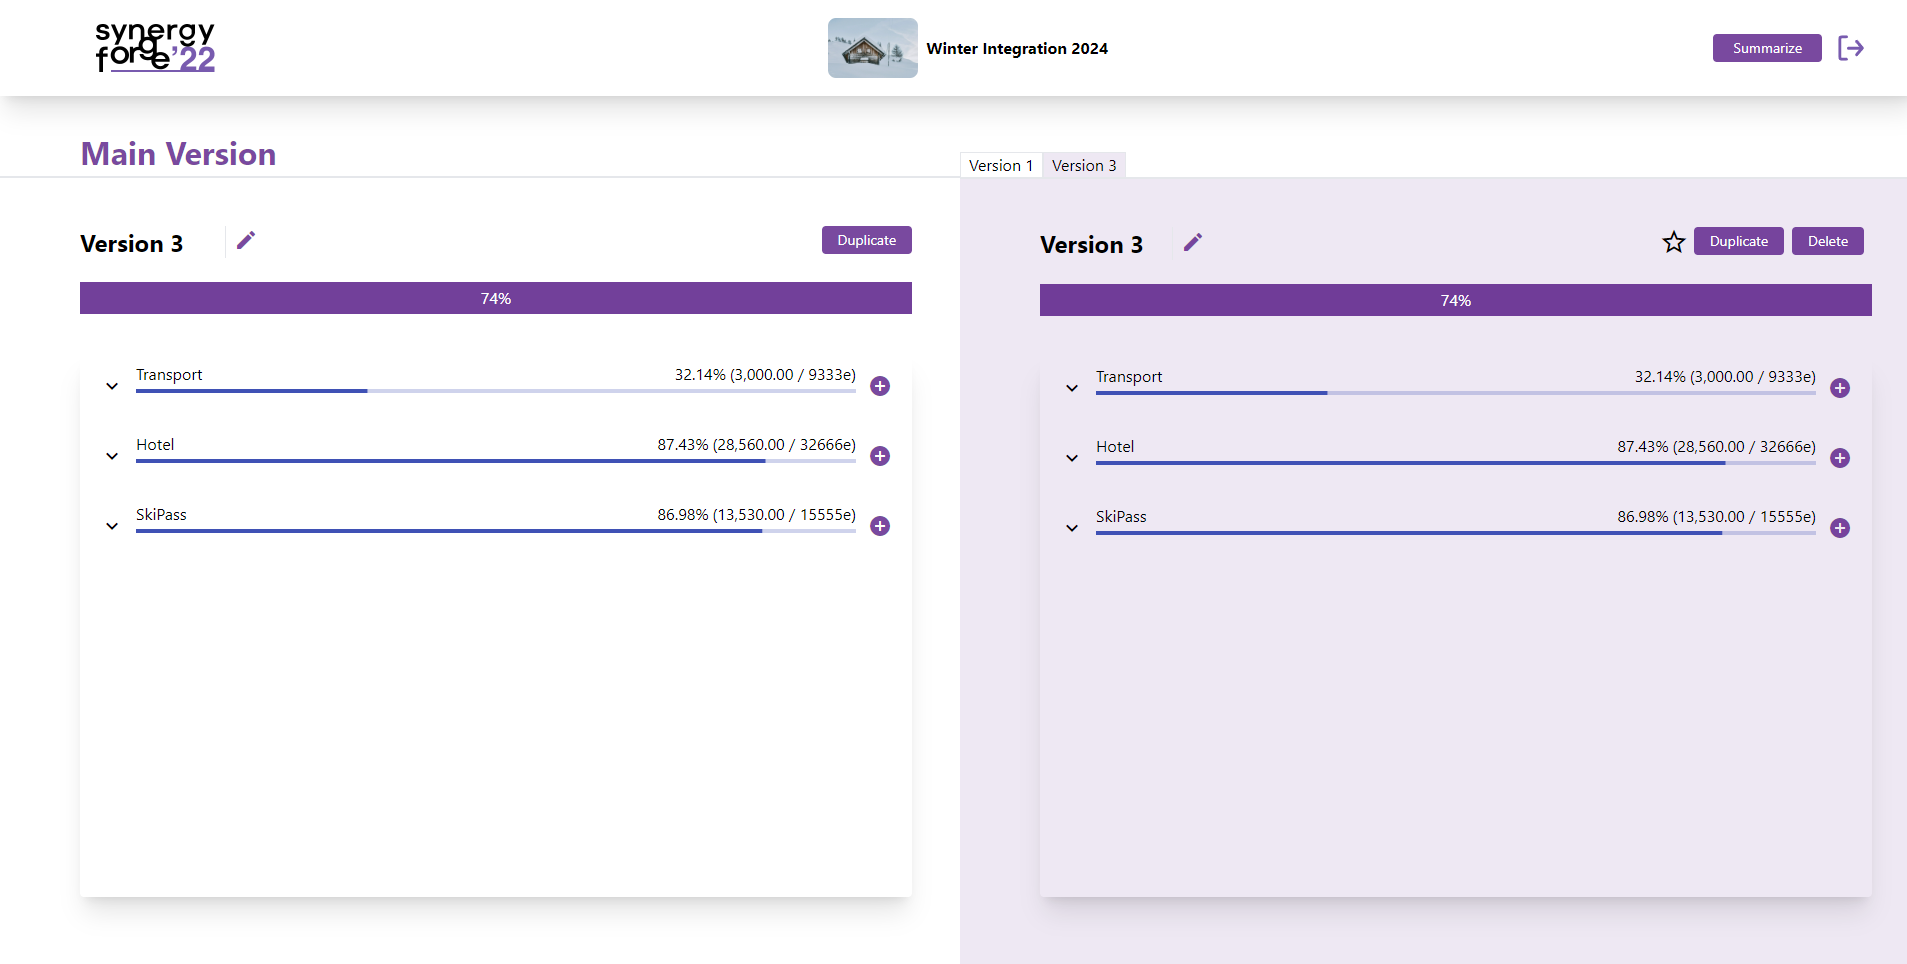 synergy
forge '22
Winter Integration 2024
Summarize
Main Version
Version 1
Version 3
Version 3
Duplicate
74%
Transport
32.14% (3,000.00 / 9333e)
Hotel
87.43% (28,560.00 / 32666e)
SkiPass
86.98% (13,530.00 / 15555e)
Version 3
Duplicate
Delete
74%
Transport
32.14% (3,000.00 / 9333e)
Hotel
87.43% (28,560.00 / 32666e)
SkiPass
86.98% (13,530.00 / 15555e)